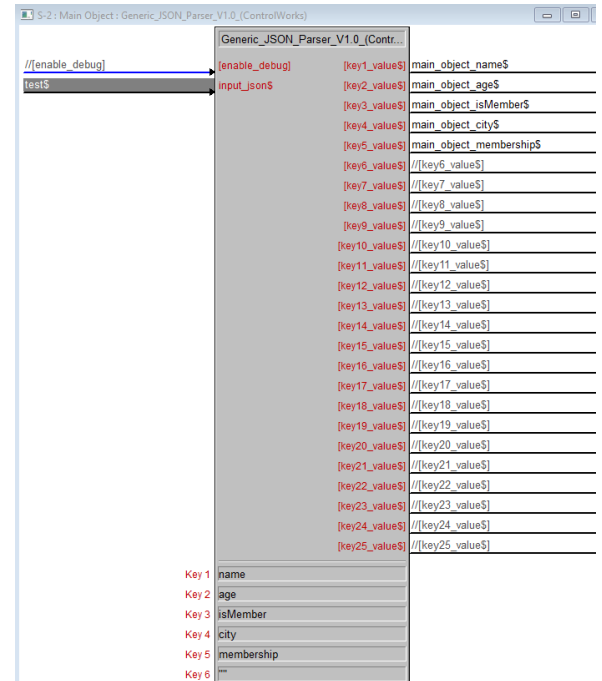 S-2 : Main Object : Generic_JSON_Parser_V1.0_(ControlWorks)
Generic_JSON_Parser_V1.0_(Contr...
//[enable_debug] [enable_debug] [key1_value$] main_object_name$
test$ input_json$ [key2_value$] main_object_age$
[key3_value$] main_object_isMember$
[key4_value$] main_object_city$
[key5_value$] main_object_membership$
[key6_value$] //[key6_value$]
[key7_value$] //[key7_value$]
[key8_value$] //[key8_value$]
[key9_value$] //[key9_value$]
[key10_value$] //[key10_value$]
[key11_value$] //[key11_value$]
[key12_value$] //[key12_value$]
[key13_value$] //[key13_value$]
[key14_value$] //[key14_value$]
[key15_value$] //[key15_value$]
[key16_value$] //[key16_value$]
[key17_value$] //[key17_value$]
[key18_value$] //[key18_value$]
[key19_value$] //[key19_value$]
[key20_value$] //[key20_value$]
[key21_value$] //[key21_value$]
[key22_value$] //[key22_value$]
[key23_value$] //[key23_value$]
[key24_value$] //[key24_value$]
[key25_value$] //[key25_value$]
Key 1 name
Key 2 age
Key 3 isMember
Key 4 city
Key 5 membership
Key 6 ""